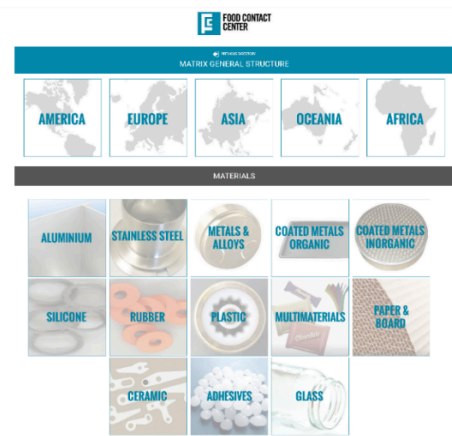 FOOD CONTACT
CENTER
MATRIX GENERAL STRUCTURE
AMERICA
EUROPE
ASIA
OCEANIA
AFRICA
MATERIALS
ALUMINIUM
STAINLESS STEEL
METALS &
ALLOYS
COATED METALS
ORGANIC
COATED METALS
INORGANIC
SILICONE
RUBBER
PLASTIC
MULTIMATERIALS
PAPER &
BOARD
CERAMIC
ADHESIVES
GLASS